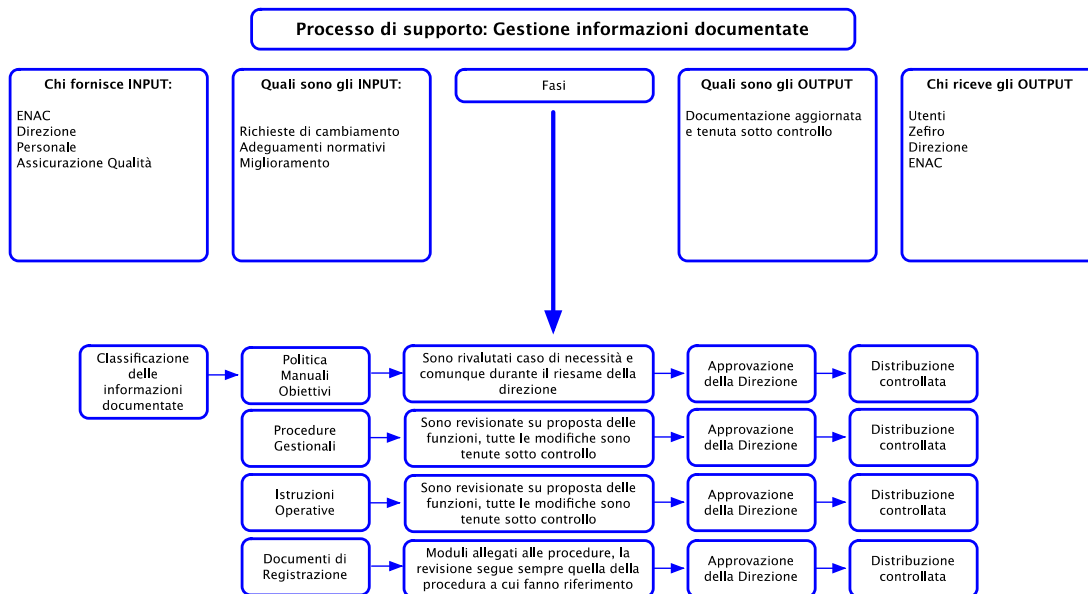 Processo di supporto: Gestione informazioni documentate
Chi fornisce INPUT:
ENAC
Direzione
Personale
Assicurazione Qualità
Quali sono gli INPUT:
Richieste di cambiamento
Adeguamenti normativi
Miglioramento
Fasi
Quali sono gli OUTPUT
Documentazione aggiornata
e tenuta sotto controllo
Chi riceve gli OUTPUT
Utenti
Zefiro
Direzione
ENAC
Classificazione
delle
informazioni
documentate
Politica
Manuali
Obiettivi
Sono rivalutati caso di necessità e
comunque durante il riesame della
direzione
Approvazione
della Direzione
Distribuzione
controllata
Procedure
Gestionali
Sono revisionate su proposta delle
funzioni, tutte le modifiche sono
tenute sotto controllo
Approvazione
della Direzione
Distribuzione
controllata
Istruzioni
Operative
Sono revisionate su proposta delle
funzioni, tutte le modifiche sono
tenute sotto controllo
Approvazione
della Direzione
Distribuzione
controllata
Documenti di
Registrazione
Moduli allegati alle procedure, la
revisione segue sempre quella della
procedura a cui fanno riferimento
Approvazione
della Direzione
Distribuzione
controllata